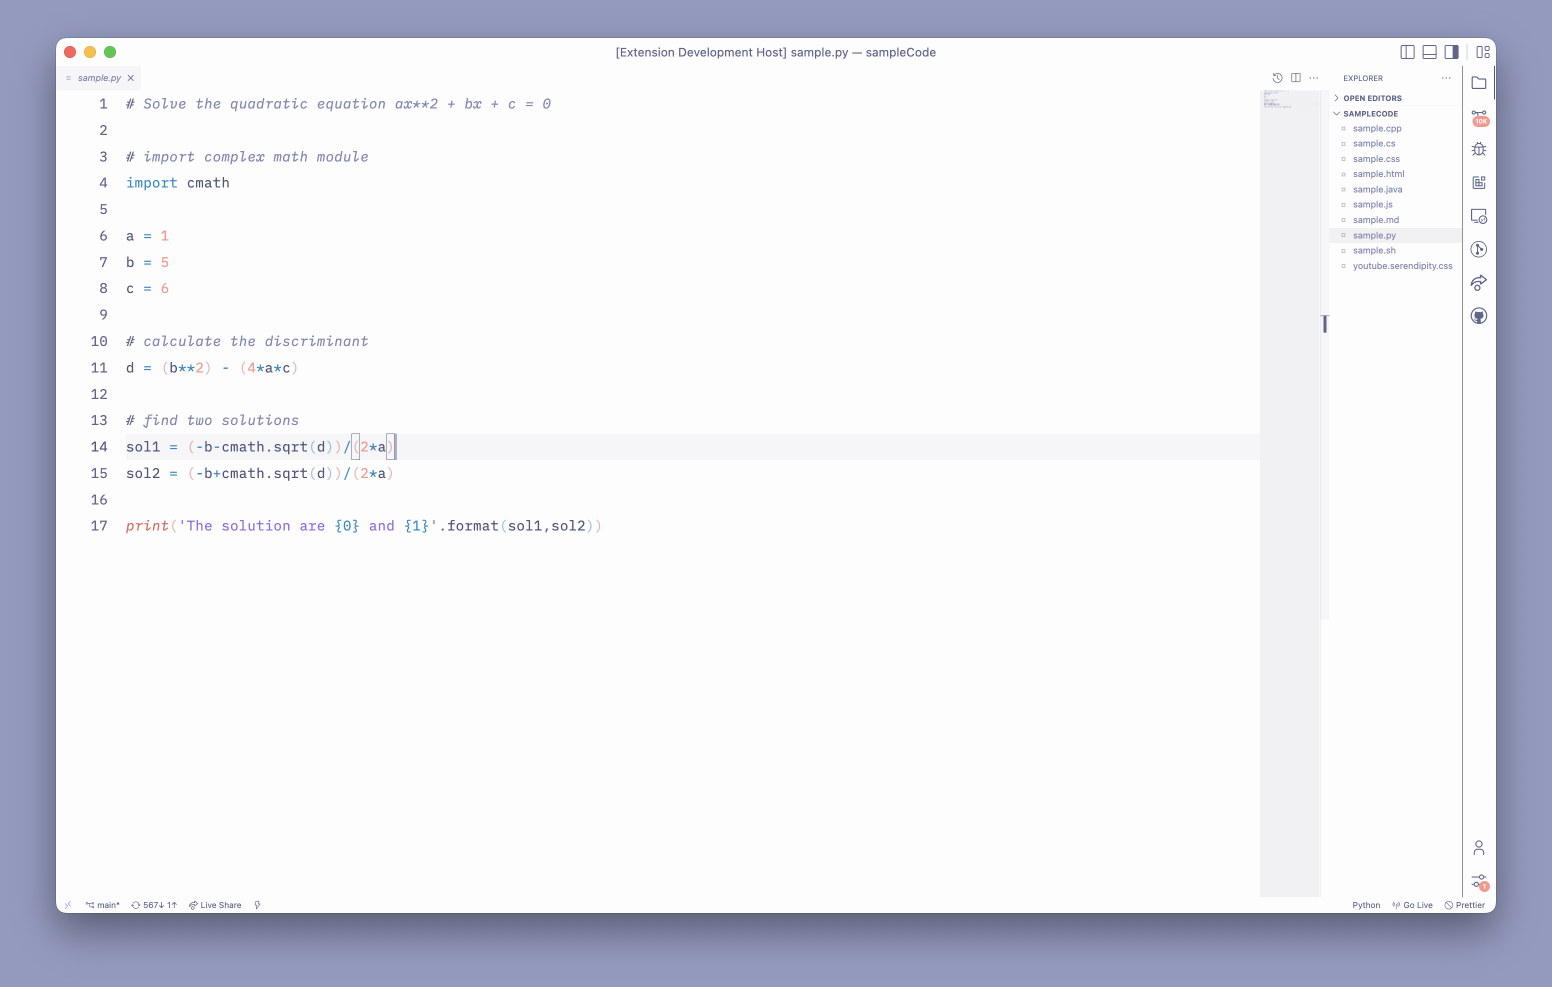 [Extension Development Host] sample.py — sampleCode
sample.py
1 # Solve the quadratic equation ax**2 + bx + c = 0
2
3 # import complex math module
4 import cmath
5
6 a = 1
7 b = 5
8 c = 6
9
10 # calculate the discriminant
11 d = (b**2) - (4*a*c)
12
13 # find two solutions
14 sol1 = (-b-cmath.sqrt(d))/(2*a)
15 sol2 = (-b+cmath.sqrt(d))/(2*a)
16
17 print('The solution are {0} and {1}'.format(sol1,sol2))
EXPLORER
OPEN EDITORS
SAMPLECODE
sample.cpp
sample.cs
sample.css
sample.html
sample.java
sample.js
sample.md
sample.py
sample.sh
youtube.serendipity.css
10K
1
main* 567↓ 1↑ Live Share
Python Go Live Prettier